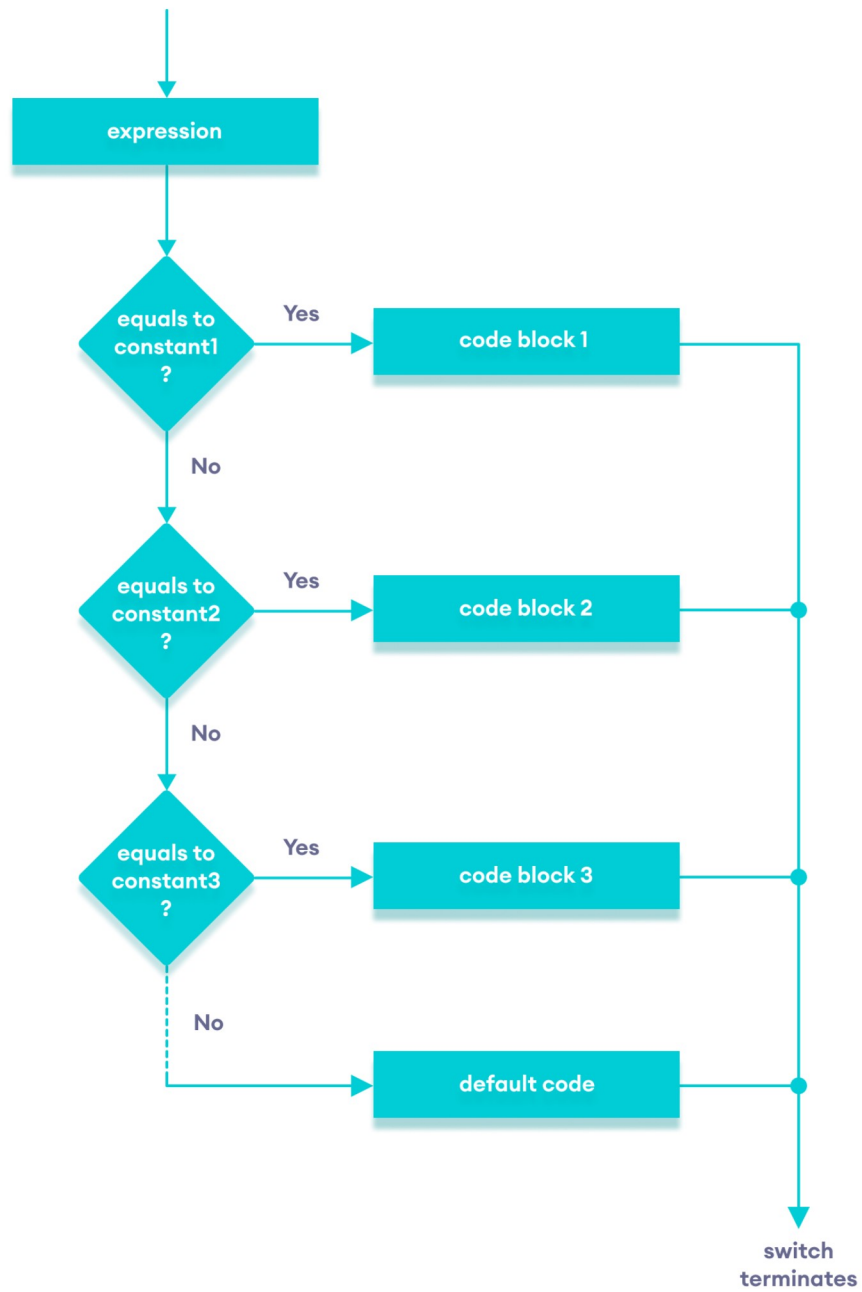 expression
equals to
constant1
?
Yes
code block 1
No
equals to
constant2
?
Yes
code block 2
No
equals to
constant3
?
Yes
code block 3
No
default code
switch
terminates